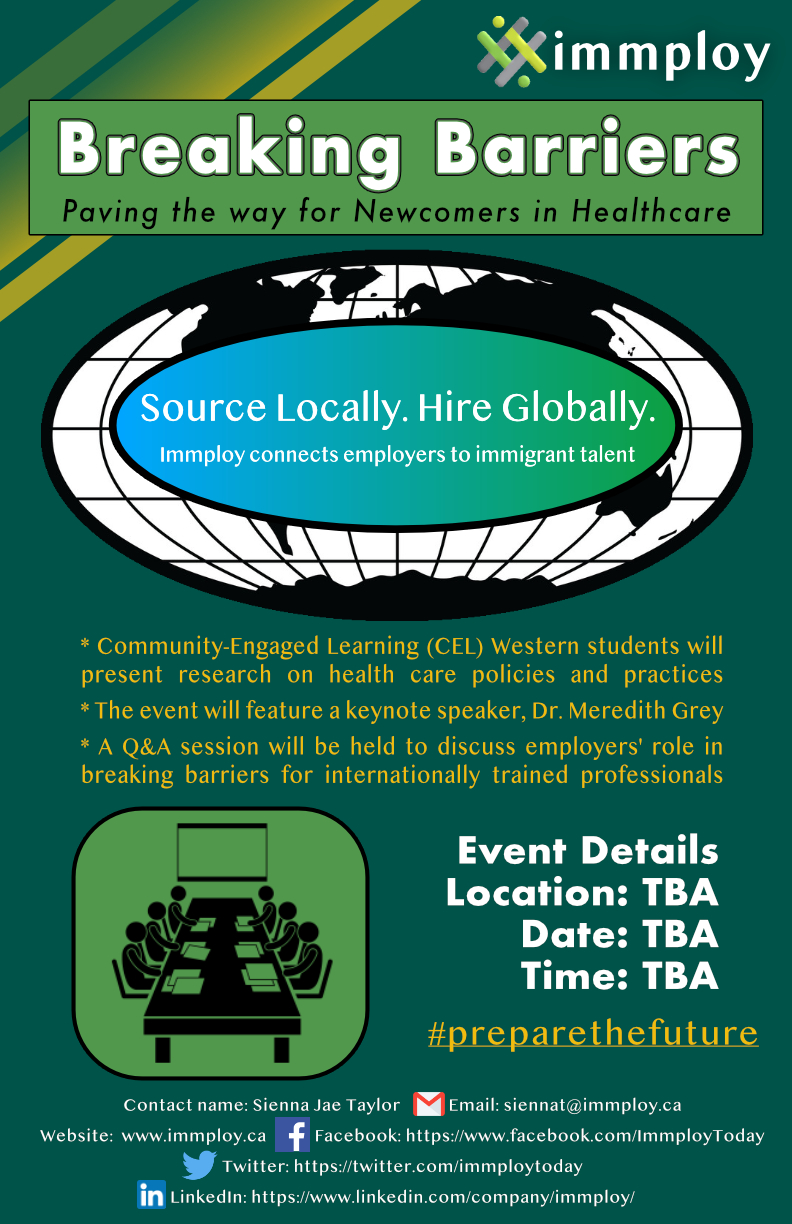 immploy
Breaking Barriers
Paving the way for Newcomers in Healthcare
Source Locally. Hire Globally.
Immploy connects employers to immigrant talent
* Community-Engaged Learning (CEL) Western students will
present research on health care policies and practices
* The event will feature a keynote speaker, Dr. Meredith Grey
* A Q&A session will be held to discuss employers' role in
breaking barriers for internationally trained professionals
Event Details
Location: TBA
Date: TBA
Time: TBA
#preparethefuture
Contact name: Sienna Jae Taylor Email: siennat@immploy.ca
Website: www.immploy.ca f Facebook: https://www.facebook.com/ImmployToday
Twitter: https://twitter.com/immploytoday
in LinkedIn: https://www.linkedin.com/company/immploy/